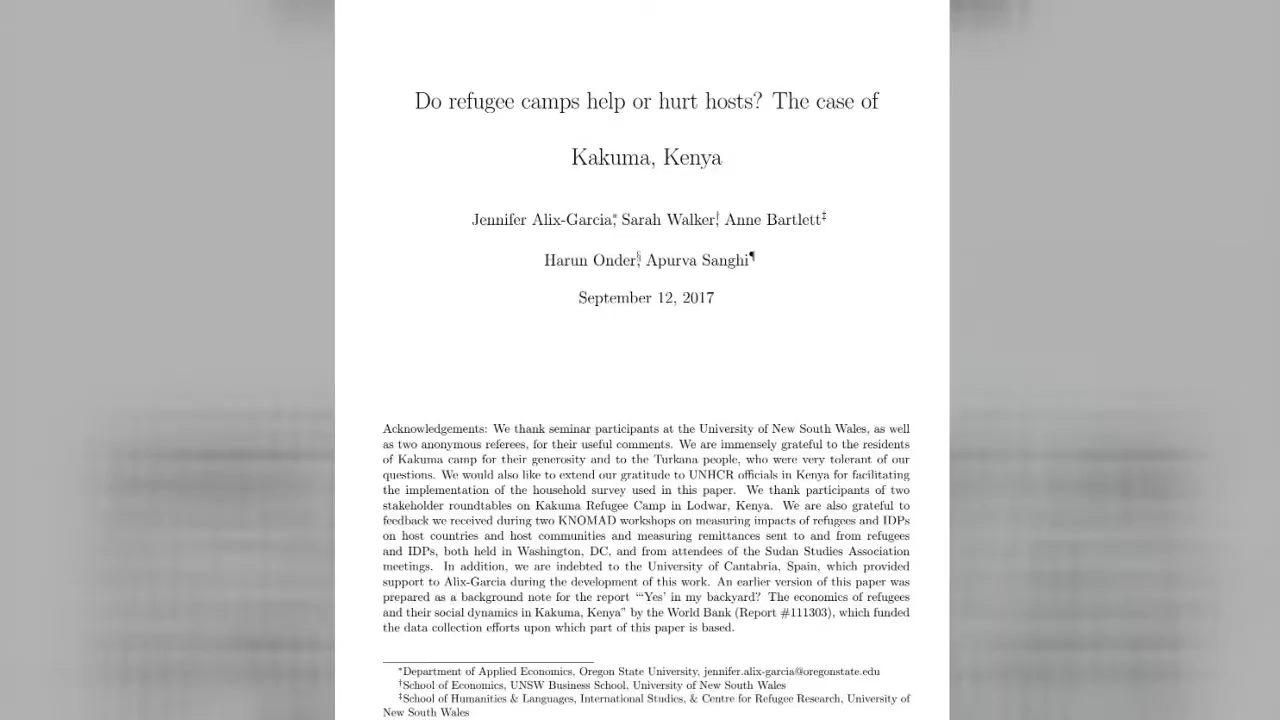 Do refugee camps help or hurt hosts? The case of
Kakuma, Kenya
Jennifer Alix-Garcia,* Sarah Walker,† Anne Bartlett‡
Harun Onder,§ Apurva Sanghi¶
September 12, 2017
Acknowledgements: We thank seminar participants at the University of New South Wales, as well
as two anonymous referees, for their useful comments. We are immensely grateful to the residents
of Kakuma camp for their generosity and to the Turkana people, who were very tolerant of our
questions. We would also like to extend our gratitude to UNHCR officials in Kenya for facilitating
the implementation of the household survey used in this paper. We thank participants of two
stakeholder roundtables on Kakuma Refugee Camp in Lodwar, Kenya. We are also grateful to
feedback we received during two KNOMAD workshops on measuring impacts of refugees and IDPs
on host countries and host communities and measuring remittances sent to and from refugees
and IDPs, both held in Washington, DC, and from attendees of the Sudan Studies Association
meetings. In addition, we are indebted to the University of Cantabria, Spain, which provided
support to Alix-Garcia during the development of this work. An earlier version of this paper was
prepared as a background note for the report “‘Yes’ in my backyard? The economics of refugees
and their social dynamics in Kakuma, Kenya” by the World Bank (Report #111303), which funded
the data collection efforts upon which part of this paper is based.
*Department of Applied Economics, Oregon State University, jennifer.alix-garcia@oregonstate.edu
†School of Economics, UNSW Business School, University of New South Wales
‡School of Humanities & Languages, International Studies, & Centre for Refugee Research, University of
New South Wales